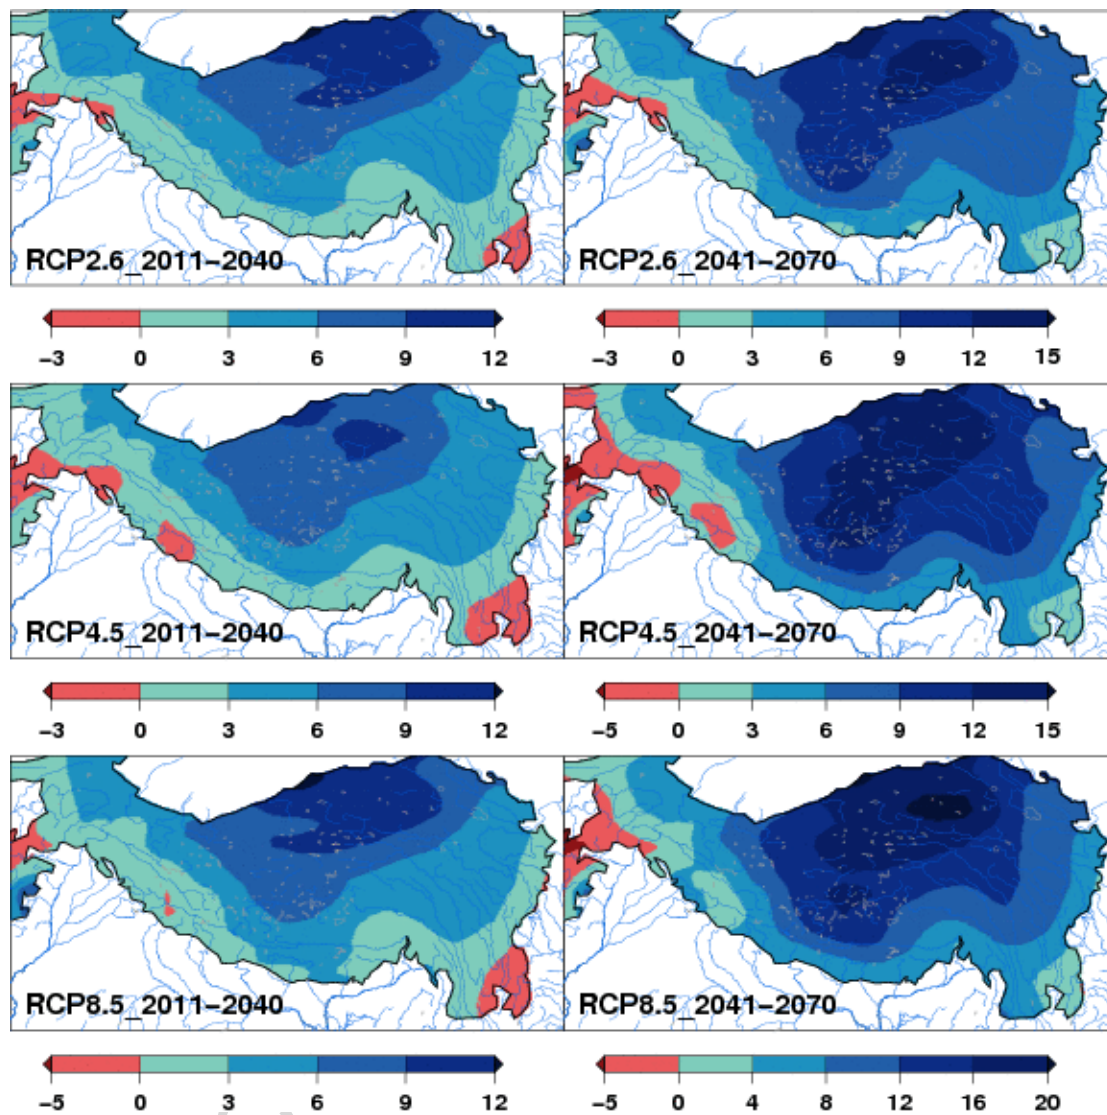 RCP2.6_2011-2040 RCP2.6_2041-2070
-3 0 3 6 9 12 -3 0 3 6 9 12 15
RCP4.5_2011-2040 RCP4.5_2041-2070
-3 0 3 6 9 12 -5 0 3 6 9 12 15
RCP8.5_2011-2040 RCP8.5_2041-2070
-5 0 3 6 9 12 -5 0 4 8 12 16 20